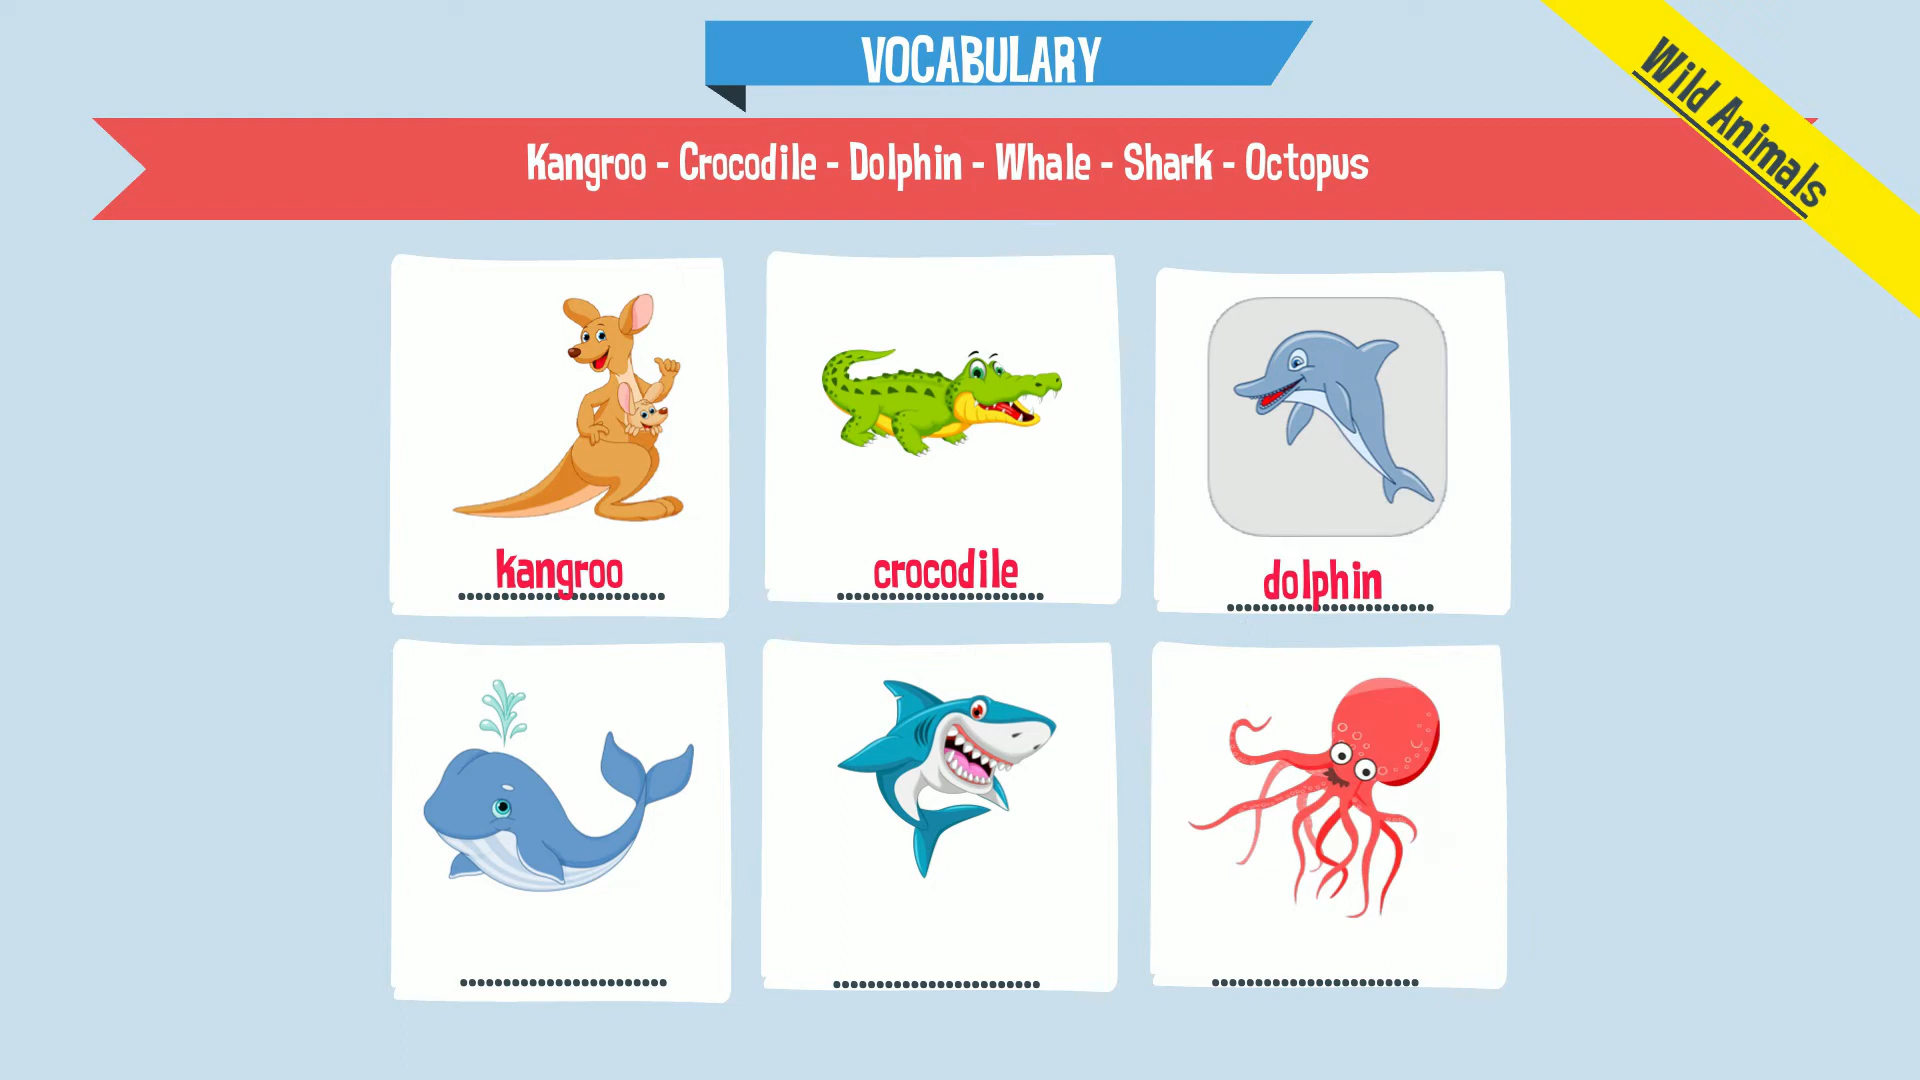 VOCABULARY
Wild Animals
Kangroo - Crocodile - Dolphin - Whale - Shark - Octopus
kangroo
crocodile
dolphin